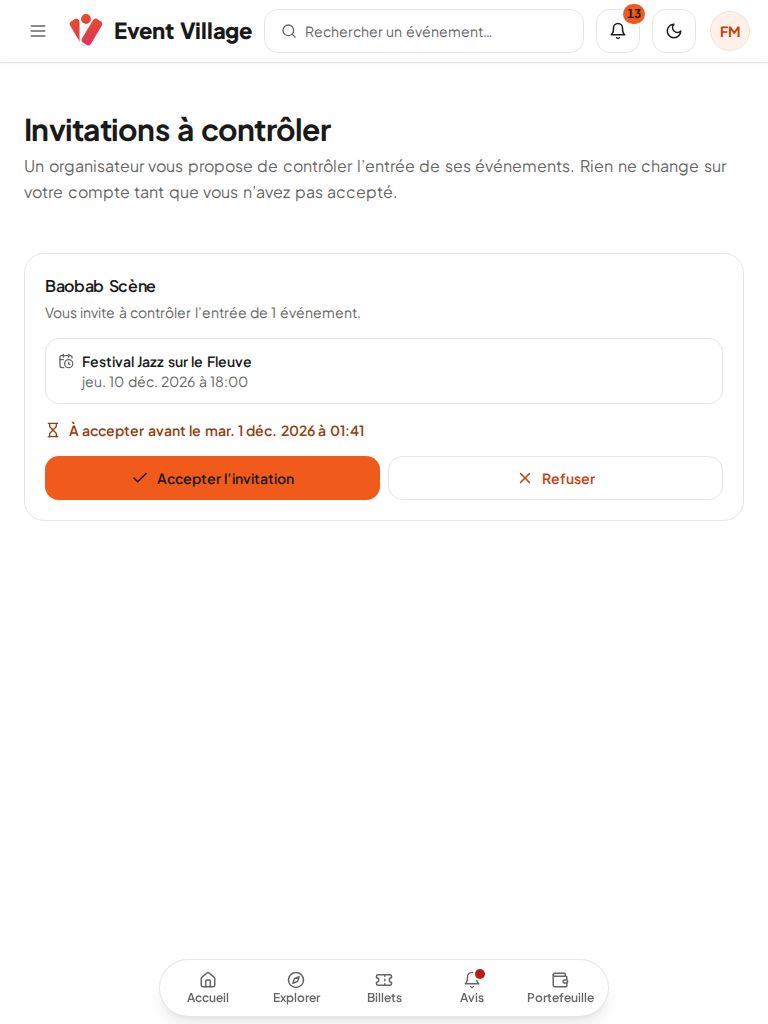 Event Village
Rechercher un événement...
13
FM
Invitations à contrôler
Un organisateur vous propose de contrôler l’entrée de ses événements. Rien ne change sur
votre compte tant que vous n’avez pas accepté.
Baobab Scène
Vous invite à contrôler l’entrée de 1 événement.
Festival Jazz sur le Fleuve
jeu. 10 déc. 2026 à 18:00
À accepter avant le mar. 1 déc. 2026 à 01:41
Accepter l’invitation
Refuser
Accueil
Explorer
Billets
Avis
Portefeuille